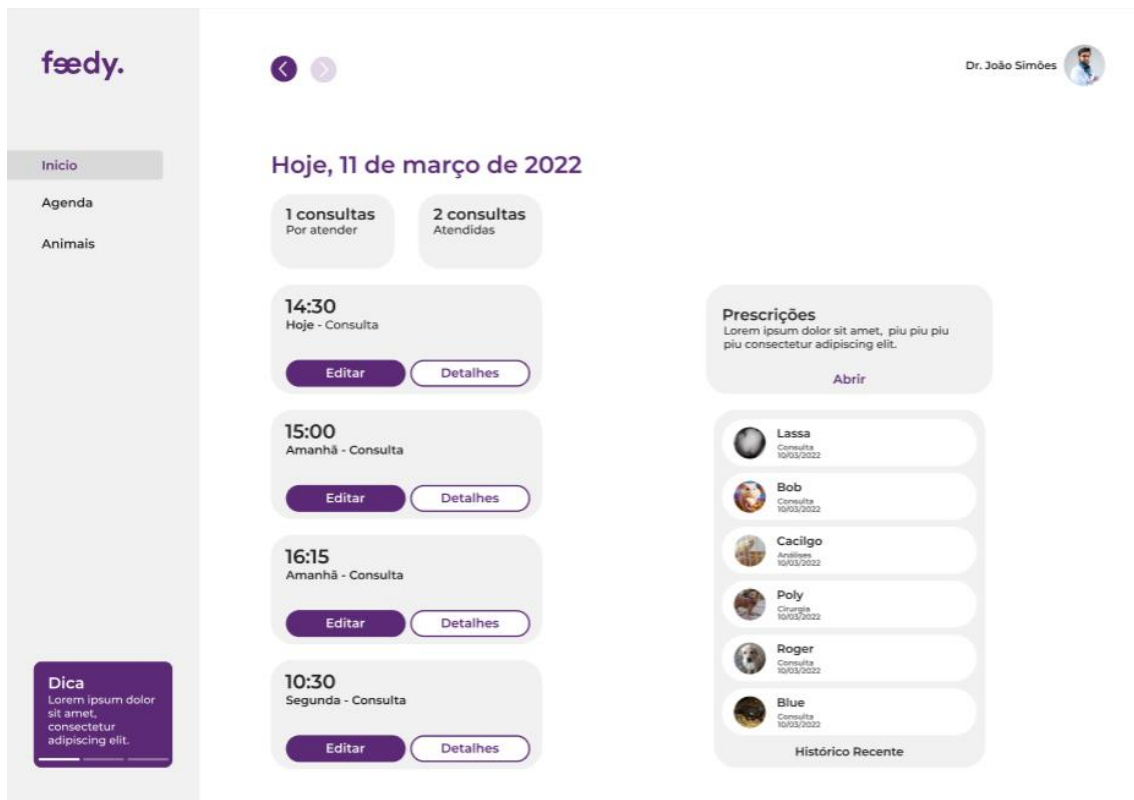 feedy.
Dr. João Simões
Inicio
Agenda
Animais
Hoje, 11 de março de 2022
1 consultas
Por atender
2 consultas
Atendidas
14:30
Hoje - Consulta
Editar
Detalhes
15:00
Amanhã - Consulta
Editar
Detalhes
16:15
Amanhã - Consulta
Editar
Detalhes
10:30
Segunda - Consulta
Editar
Detalhes
Prescrições
Lorem ipsum dolor sit amet, piu piu piu
piu consectetur adipiscing elit.
Abrir
Lassa
Consulta
10/03/2022
Bob
Consulta
10/03/2022
Cacilgo
Análises
10/03/2022
Poly
Cirurgia
10/03/2022
Roger
Consulta
10/03/2022
Blue
Consulta
10/03/2022
Histórico Recente
Dica
Lorem ipsum dolor
sit amet,
consectetur
adipiscing elit.